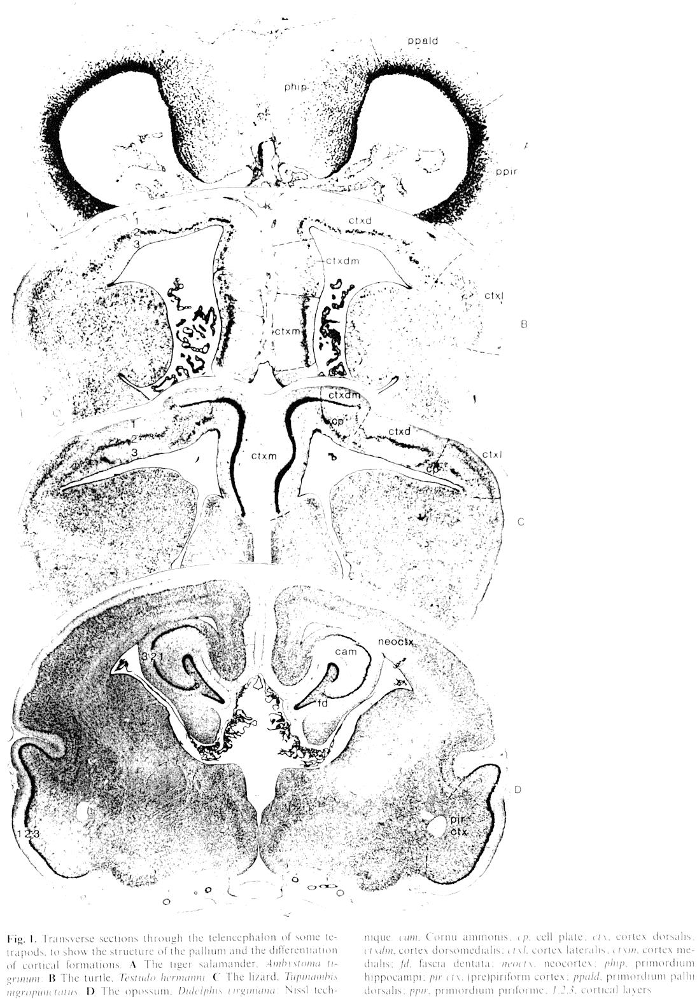 ppald
phip
A
ppir
1
ctxd
2
3
ctxdm
ctxl
B
ctxm
ctxdm
1
cp
ctxd
2
3
ctxm
ctxl
cp
C
neoctx
3 2 1
cam
fd
D
pir
ctx
1 2 3
Fig. 1. Transverse sections through the telencephalon of some te-
trapods, to show the structure of the pallium and the differentiation
of cortical formations. A The tiger salamander, Ambystoma ti-
grinum; B The turtle, Testudo hermanni; C The lizard, Tupinambis
nigropunctatus; D The opossum, Didelphis virginiana; Nissl tech-
nique. cam, Cornu ammonis; cp, cell plate; ctx, cortex dorsalis;
ctxdm, cortex dorsomedialis; ctxl, cortex lateralis; ctxm, cortex me-
dialis; fd, fascia dentata; neoctx, neocortex; phip, primordium
hippocampi; pir ctx, (pre)piriform cortex; ppald, primordium pallii
dorsalis; ppir, primordium piriforme; 1,2,3, cortical layers